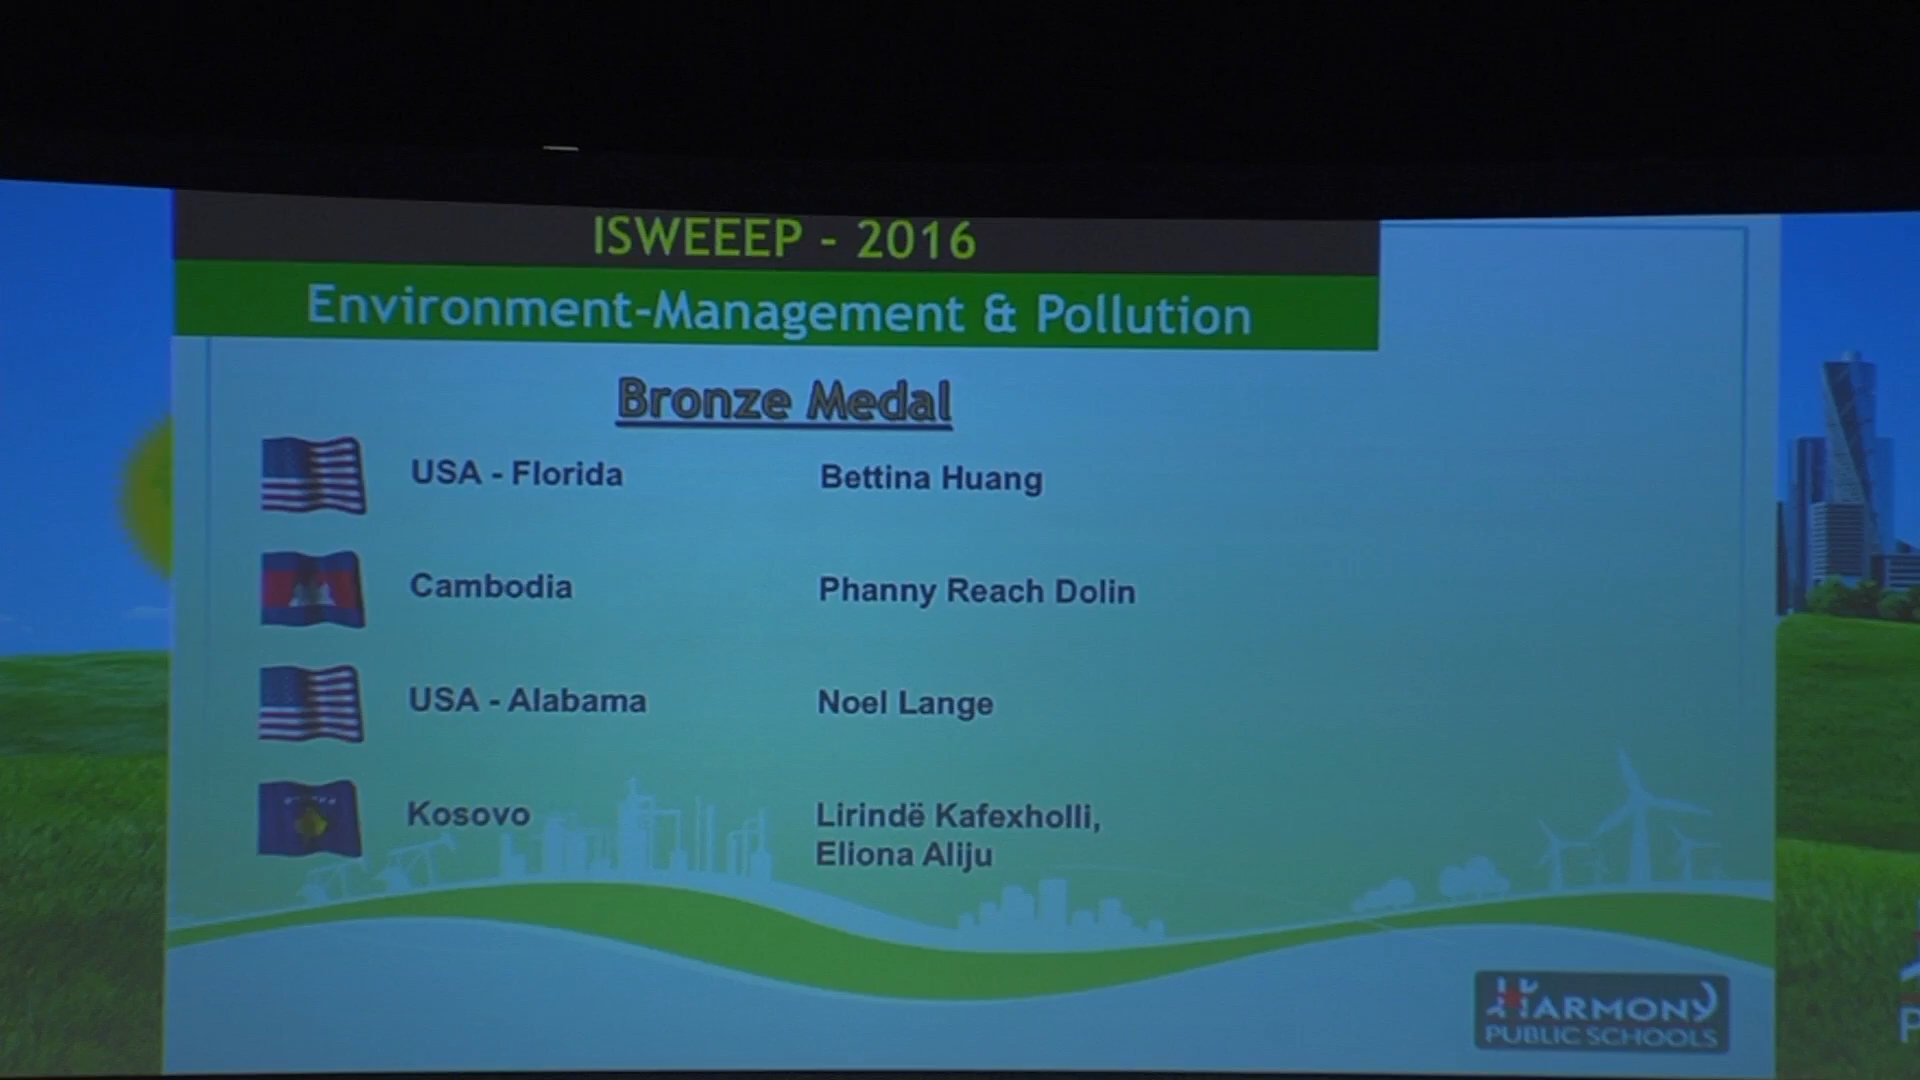 ISWEEEP - 2016
Environment-Management & Pollution
Bronze Medal
USA - Florida Bettina Huang
Cambodia Phanny Reach Dolin
USA - Alabama Noel Lange
Kosovo Lirindë Kafexholli,
Eliona Aliju
HARMONY
PUBLIC SCHOOLS